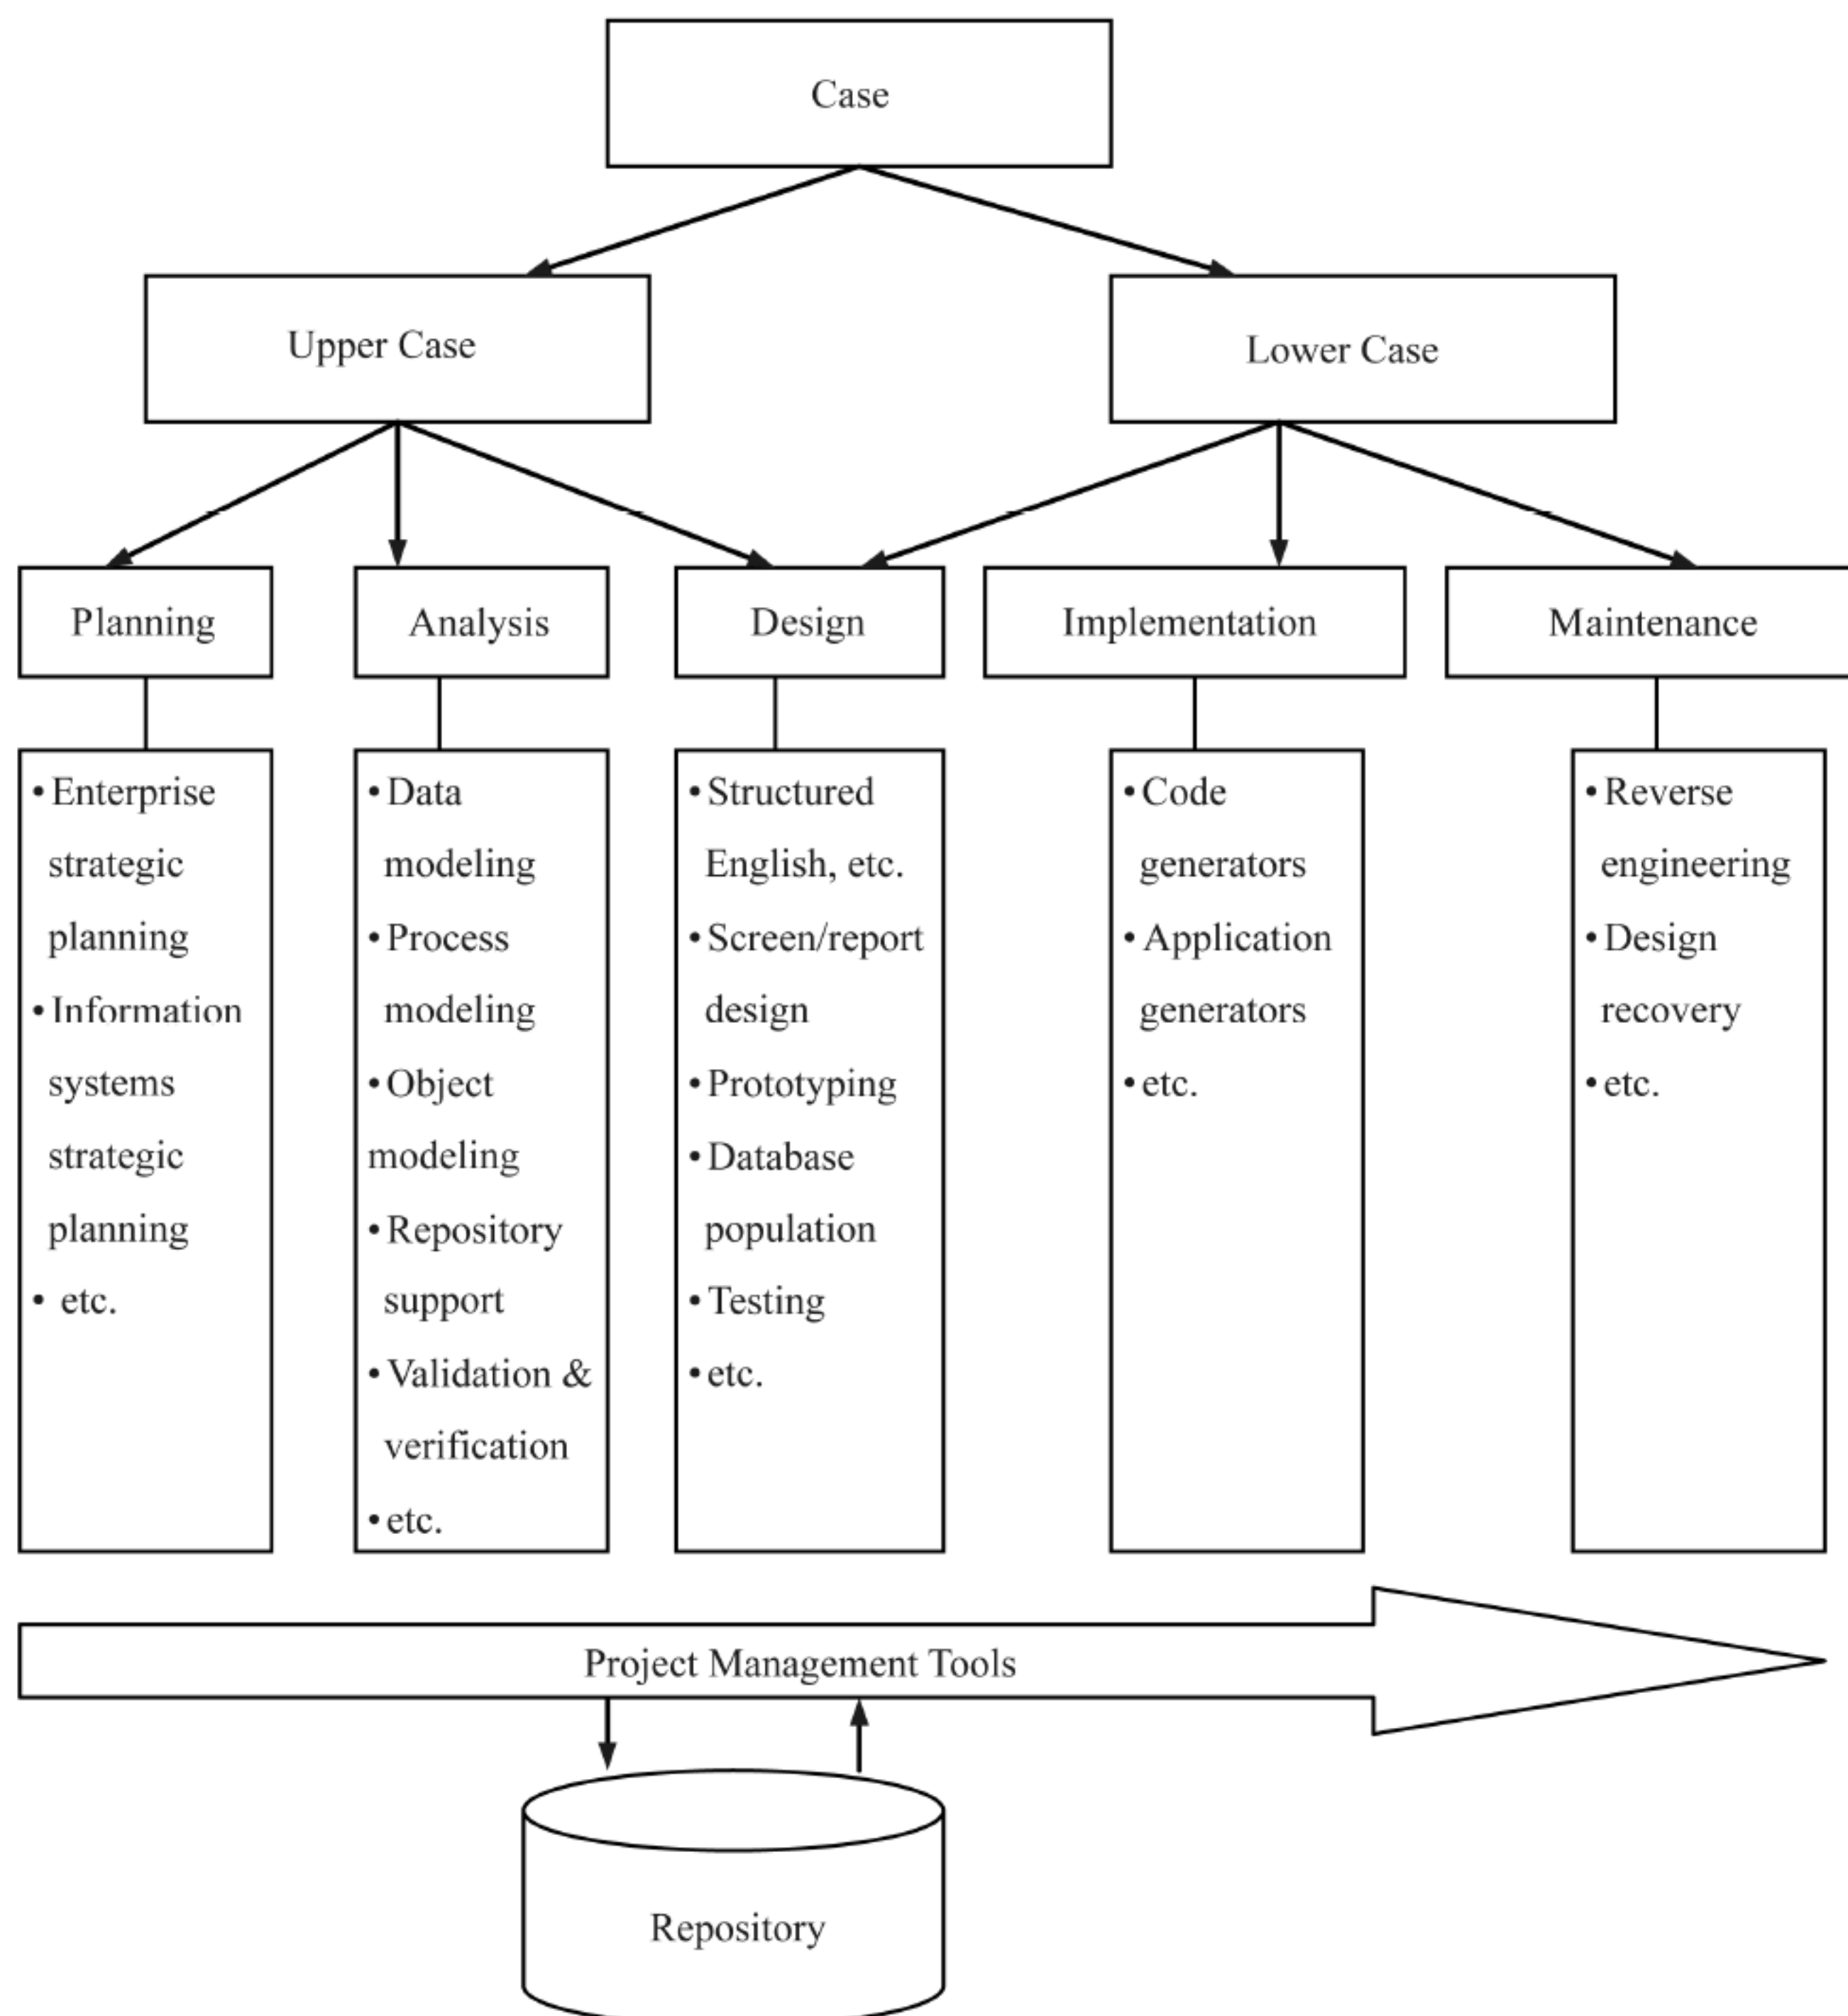 Case
Upper Case
Lower Case
Planning
Analysis
Design
Implementation
Maintenance
• Enterprise
strategic
planning
• Information
systems
strategic
planning
• etc.
• Data
modeling
• Process
modeling
• Object
modeling
• Repository
support
• Validation &
verification
• etc.
• Structured
English, etc.
• Screen/report
design
• Prototyping
• Database
population
• Testing
• etc.
• Code
generators
• Application
generators
• etc.
• Reverse
engineering
• Design
recovery
• etc.
Project Management Tools
Repository